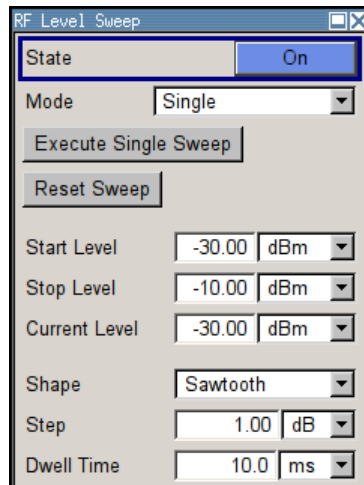 RF Level Sweep
State On
Mode Single
Execute Single Sweep
Reset Sweep
Start Level -30.00 dBm
Stop Level -10.00 dBm
Current Level -30.00 dBm
Shape Sawtooth
Step 1.00 dB
Dwell Time 10.0 ms